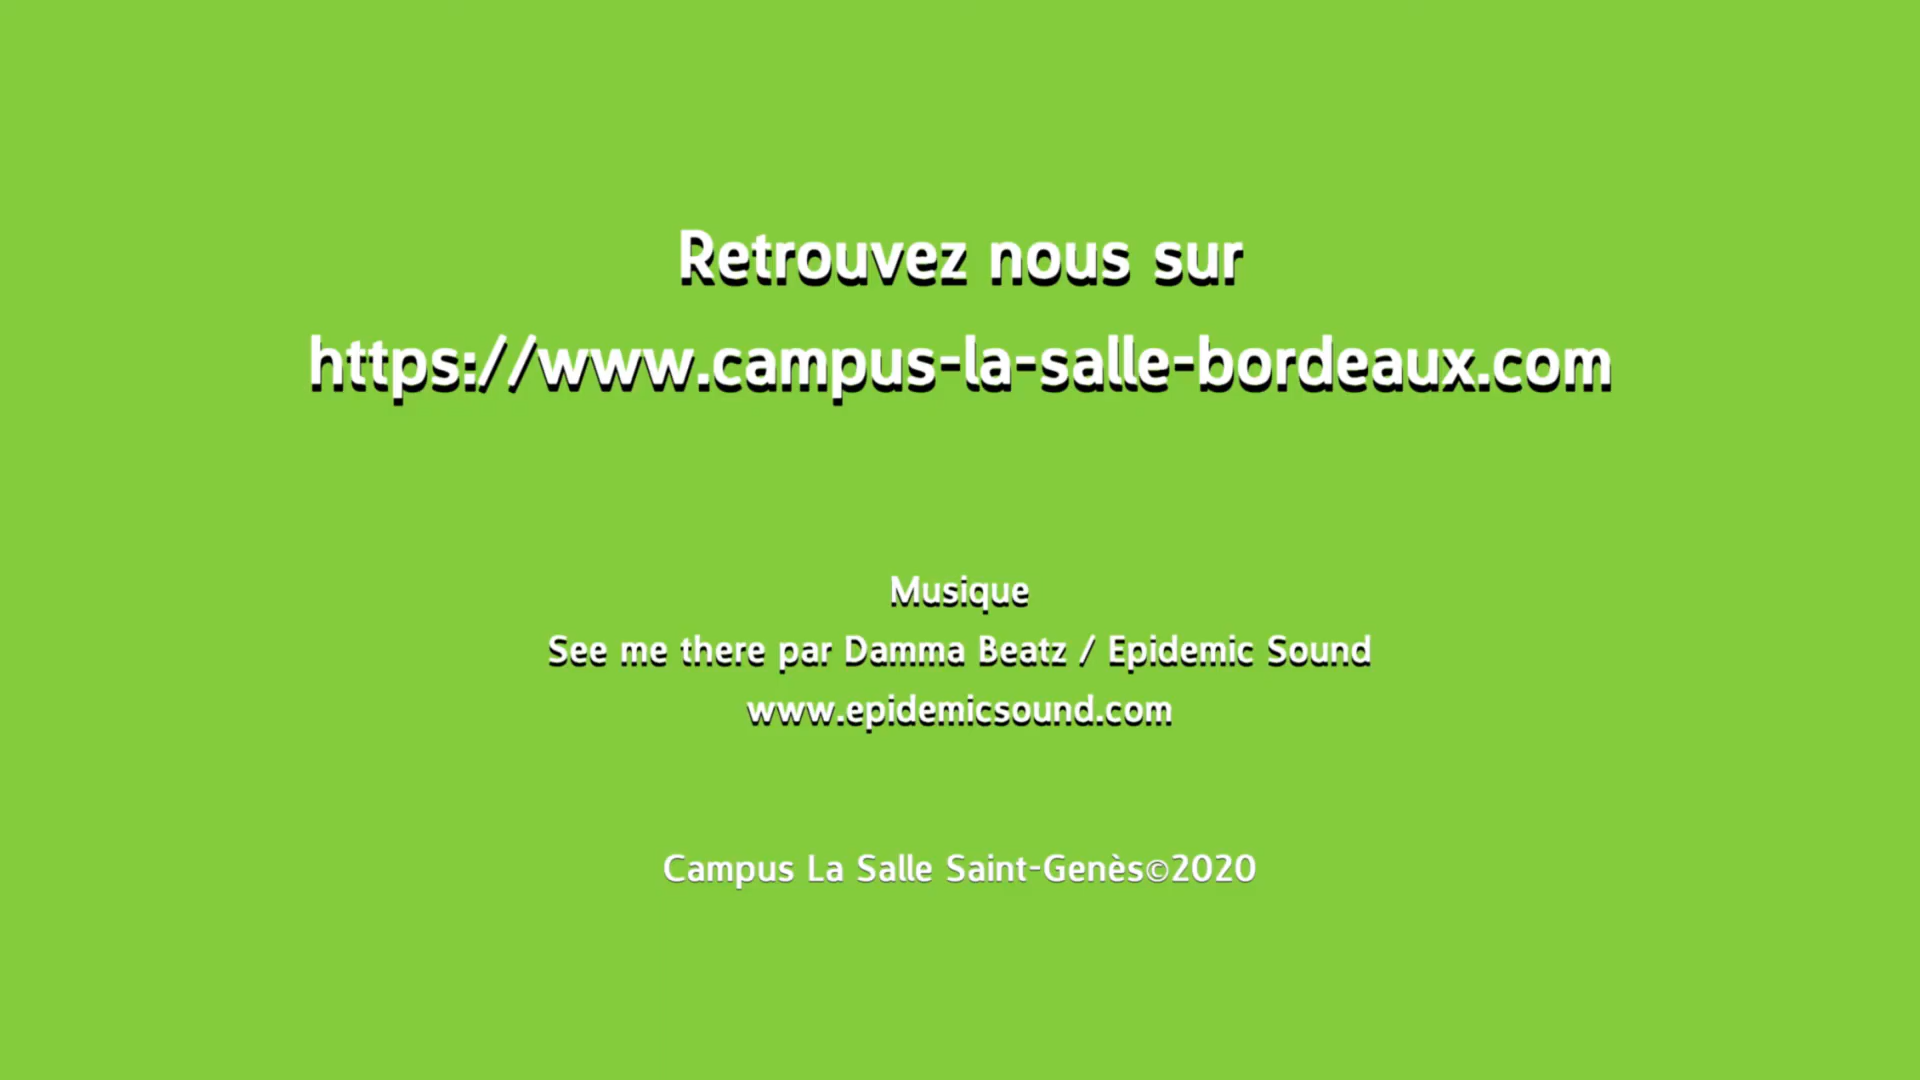 Retrouvez nous sur
https://www.campus-la-salle-bordeaux.com
Musique
See me there par Damma Beatz / Epidemic Sound
www.epidemicsound.com
Campus La Salle Saint-Genès©2020